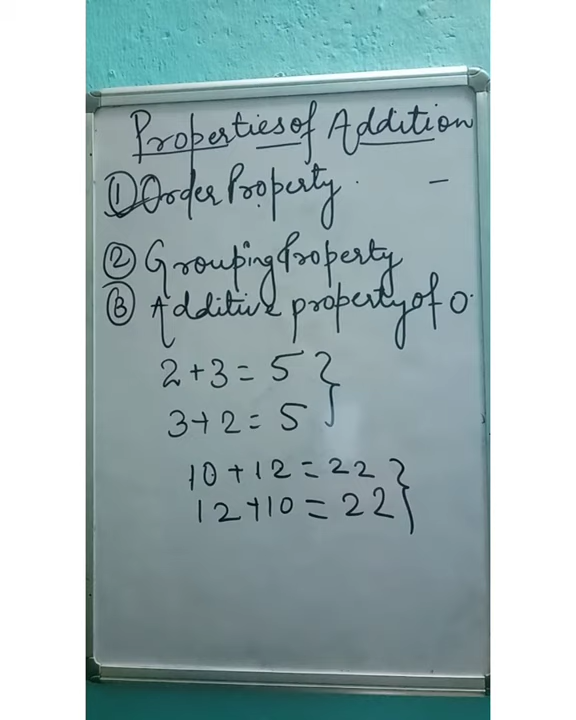 Properties of Addition
① Order Property. –
② Grouping Property
③ Additive property of 0.
2+3= 5 }
3+2= 5
10+12=22 }
12+10=22